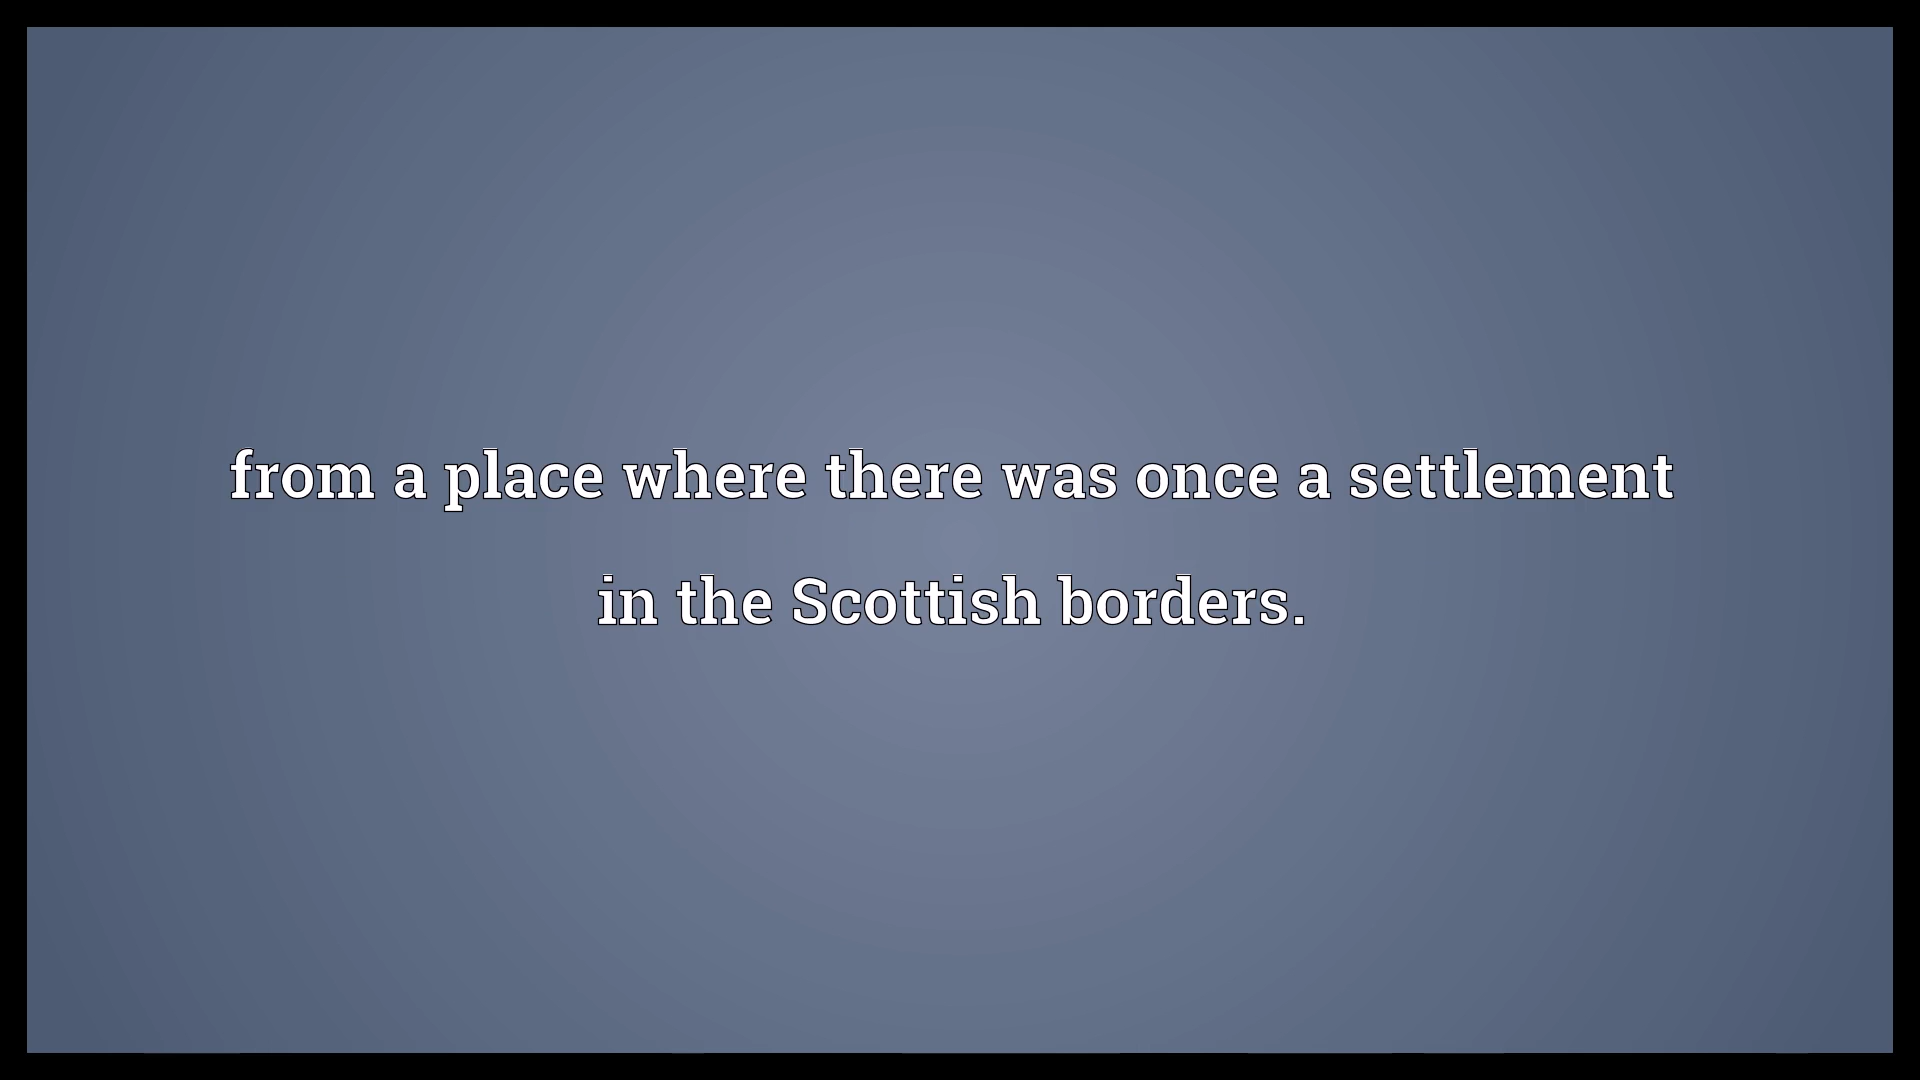 from a place where there was once a settlement
in the Scottish borders.